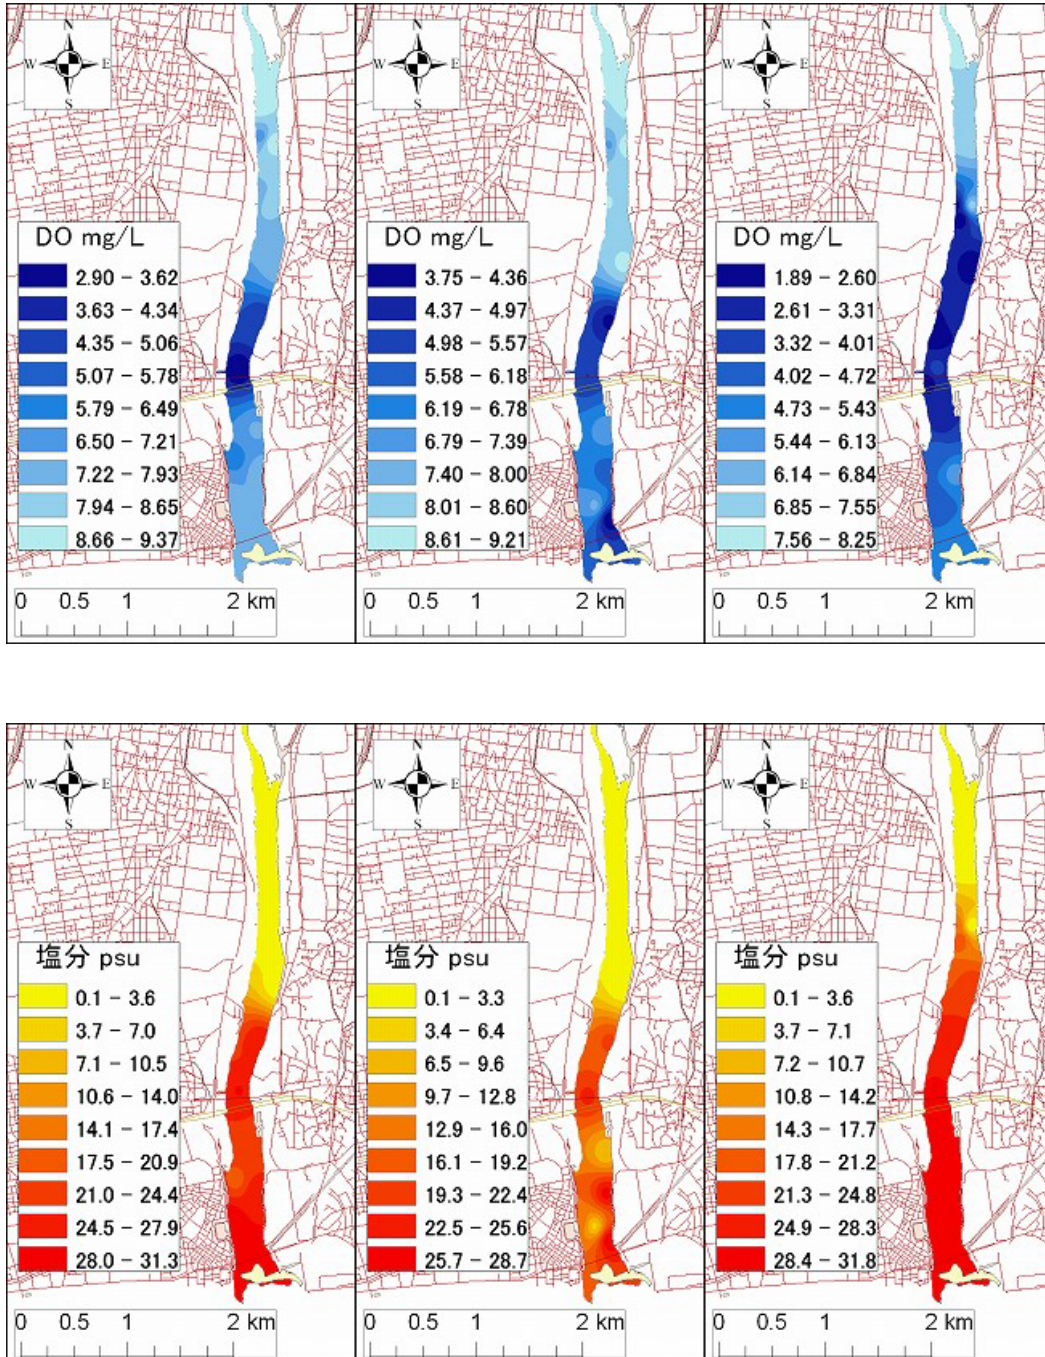 N
W E
S
DO mg/L
2.90 – 3.62
3.63 – 4.34
4.35 – 5.06
5.07 – 5.78
5.79 – 6.49
6.50 – 7.21
7.22 – 7.93
7.94 – 8.65
8.66 – 9.37
0 0.5 1 2 km
N
W E
S
DO mg/L
3.75 – 4.36
4.37 – 4.97
4.98 – 5.57
5.58 – 6.18
6.19 – 6.78
6.79 – 7.39
7.40 – 8.00
8.01 – 8.60
8.61 – 9.21
0 0.5 1 2 km
N
W E
S
DO mg/L
1.89 – 2.60
2.61 – 3.31
3.32 – 4.01
4.02 – 4.72
4.73 – 5.43
5.44 – 6.13
6.14 – 6.84
6.85 – 7.55
7.56 – 8.25
0 0.5 1 2 km
N
W E
S
塩分 psu
0.1 – 3.6
3.7 – 7.0
7.1 – 10.5
10.6 – 14.0
14.1 – 17.4
17.5 – 20.9
21.0 – 24.4
24.5 – 27.9
28.0 – 31.3
0 0.5 1 2 km
N
W E
S
塩分 psu
0.1 – 3.3
3.4 – 6.4
6.5 – 9.6
9.7 – 12.8
12.9 – 16.0
16.1 – 19.2
19.3 – 22.4
22.5 – 25.6
25.7 – 28.7
0 0.5 1 2 km
N
W E
S
塩分 psu
0.1 – 3.6
3.7 – 7.1
7.2 – 10.7
10.8 – 14.2
14.3 – 17.7
17.8 – 21.2
21.3 – 24.8
24.9 – 28.3
28.4 – 31.8
0 0.5 1 2 km